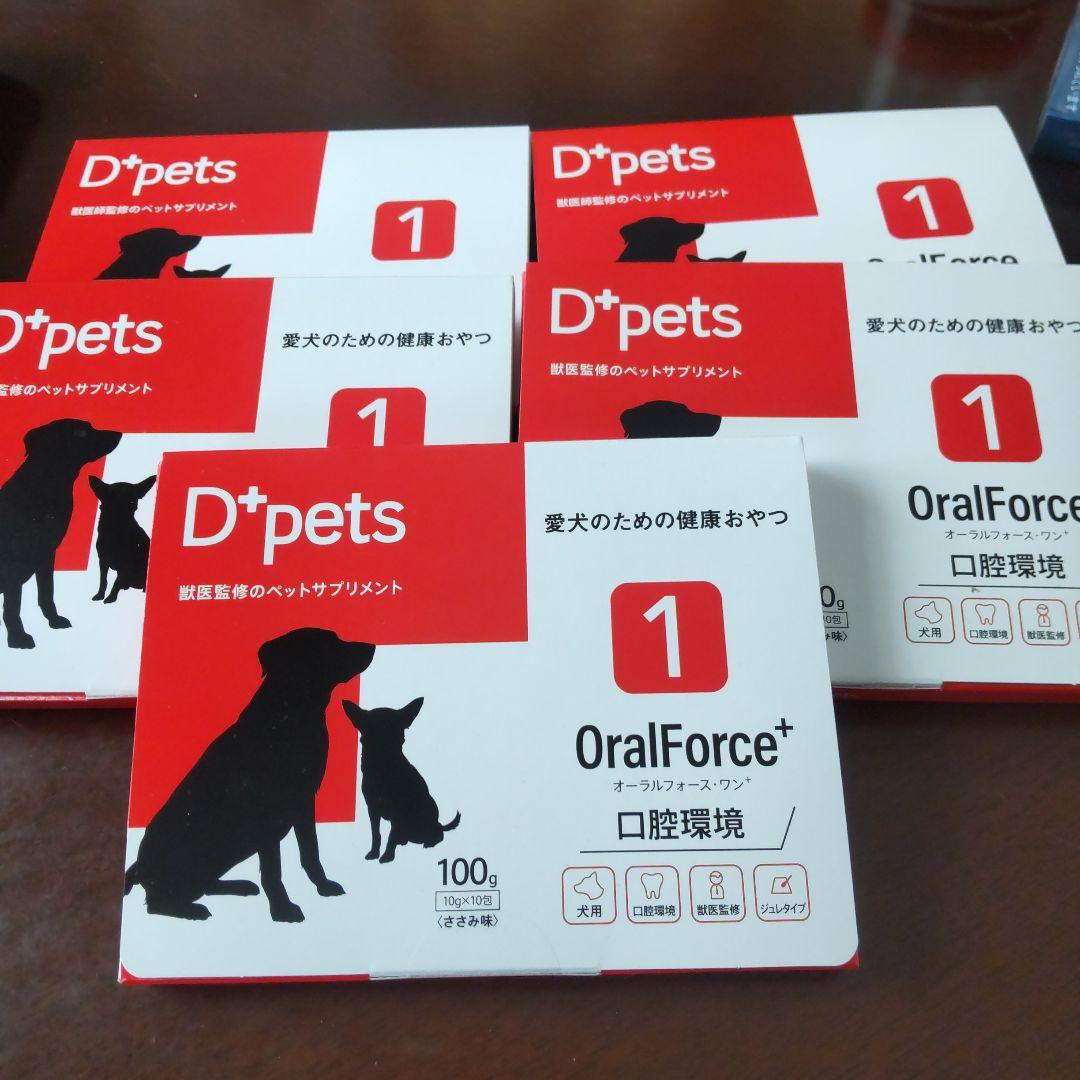 D+pets
獣医師監修のペットサプリメント
1
D+pets
獣医師監修のペットサプリメント
1
OralForce
D+pets
監修のペットサプリメント
愛犬のための健康おやつ
1
D+pets
獣医監修のペットサプリメント
愛犬のための健康おやつ
1
OralForce
オーラルフォース・ワン+
口腔環境
0g
0包
み味〉
犬用
口腔環境
獣医監修
D+pets
獣医監修のペットサプリメント
愛犬のための健康おやつ
1
OralForce+
オーラルフォース・ワン+
口腔環境
100g
10g×10包
〈ささみ味〉
犬用
口腔環境
獣医監修
ジュレタイプ